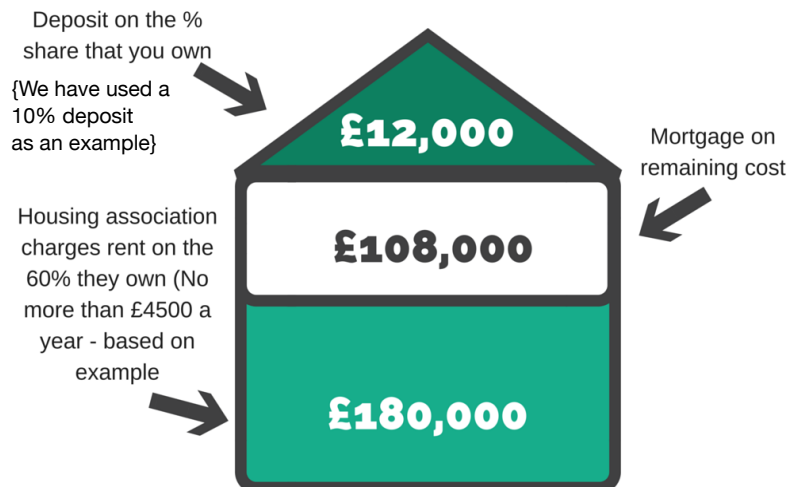 Deposit on the %
share that you own
{We have used a
10% deposit
as an example}
£12,000
Mortgage on
remaining cost
£108,000
Housing association
charges rent on the
60% they own (No
more than £4500 a
year - based on
example
£180,000